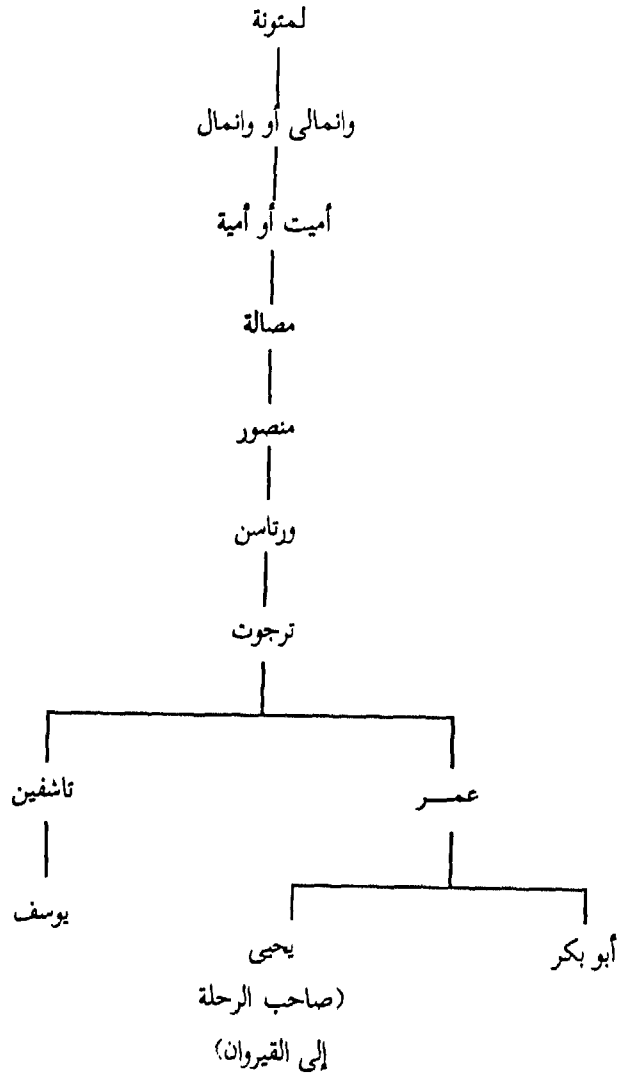 لمتونة
وانمالى أو وانمال
أميت أو أمية
مصالة
منصور
ورتاسن
ترجوت
عمـــر
تاشفين
أبو بكر
يحيى
(صاحب الرحلة
إلى القيروان)
يوسف